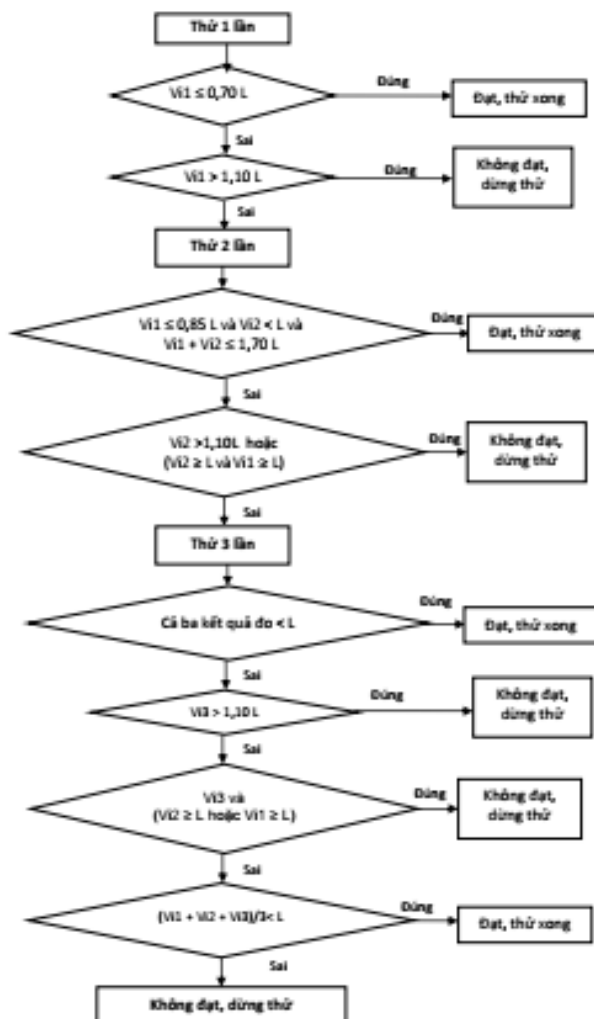 Thử 1 lần
Vi1 ≤ 0,70 L
Đúng
Đạt, thử xong
Sai
Vi1 > 1,10 L
Đúng
Không đạt,
dừng thử
Sai
Thử 2 lần
Vi1 ≤ 0,85 L và Vi2 < L và
Vi1 + Vi2 ≤ 1,70 L
Đúng
Đạt, thử xong
Sai
Vi2 >1,10L hoặc
(Vi2 ≥ L và Vi1 ≥ L)
Đúng
Không đạt,
dừng thử
Sai
Thử 3 lần
Cả ba kết quả đo < L
Đúng
Đạt, thử xong
Sai
Vi3 > 1,10 L
Đúng
Không đạt,
dừng thử
Sai
Vi3 và
(Vi2 ≥ L hoặc Vi1 ≥ L)
Đúng
Không đạt,
dừng thử
Sai
(Vi1 + Vi2 + Vi3)/3< L
Đúng
Đạt, thử xong
Sai
Không đạt, dừng thử